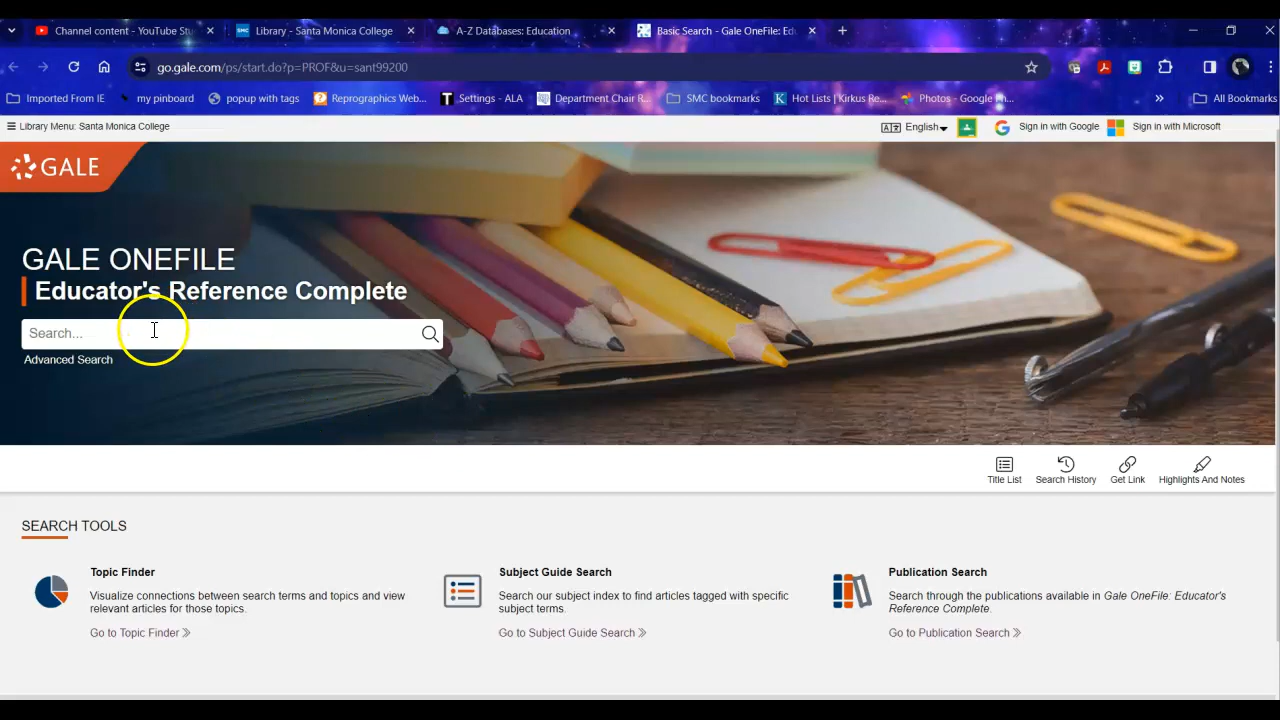 Channel content - YouTube Stu
Library - Santa Monica College
A-Z Databases: Education
Basic Search - Gale OneFile: Edu
go.gale.com/ps/start.do?p=PROF&u=sant99200
Imported From IE
my pinboard
popup with tags
Reprographics Web...
Settings - ALA
Department Chair R...
SMC bookmarks
Hot Lists | Kirkus Re...
Photos - Google Ph...
All Bookmarks
Library Menu: Santa Monica College
English
Sign in with Google
Sign in with Microsoft
GALE
GALE ONEFILE
Educator's Reference Complete
Search...
Advanced Search
Title List
Search History
Get Link
Highlights And Notes
SEARCH TOOLS
Topic Finder
Visualize connections between search terms and topics and view
relevant articles for those topics.
Go to Topic Finder
Subject Guide Search
Search our subject index to find articles tagged with specific
subject terms.
Go to Subject Guide Search
Publication Search
Search through the publications available in Gale OneFile: Educator's
Reference Complete.
Go to Publication Search